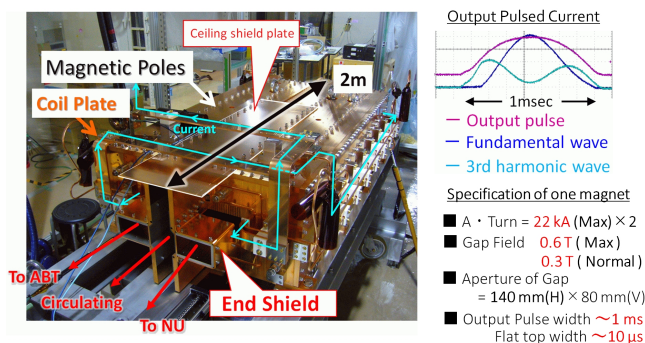 Ceiling shield plate
Magnetic Poles
2m
Coil Plate
Current
To ABT
Circulating
End Shield
To NU
Output Pulsed Current
1msec
Output pulse
Fundamental wave
3rd harmonic wave
Specification of one magnet
■ A・Turn = 22 kA (Max) × 2
■ Gap Field 0.6 T ( Max)
0.3 T ( Normal)
■ Aperture of Gap
= 140 mm(H) × 80 mm(V)
■ Output Pulse width ～1 ms
Flat top width ～10 μs